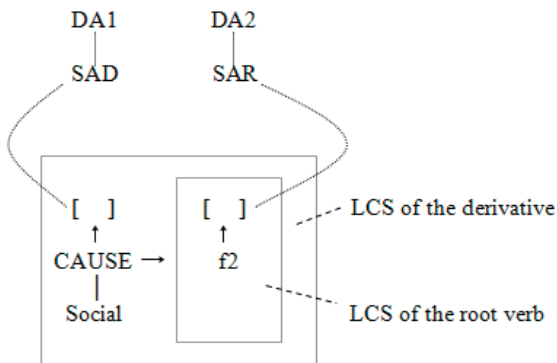 DA1 DA2
SAD SAR
[ ] [ ] LCS of the derivative
CAUSE f2
Social LCS of the root verb